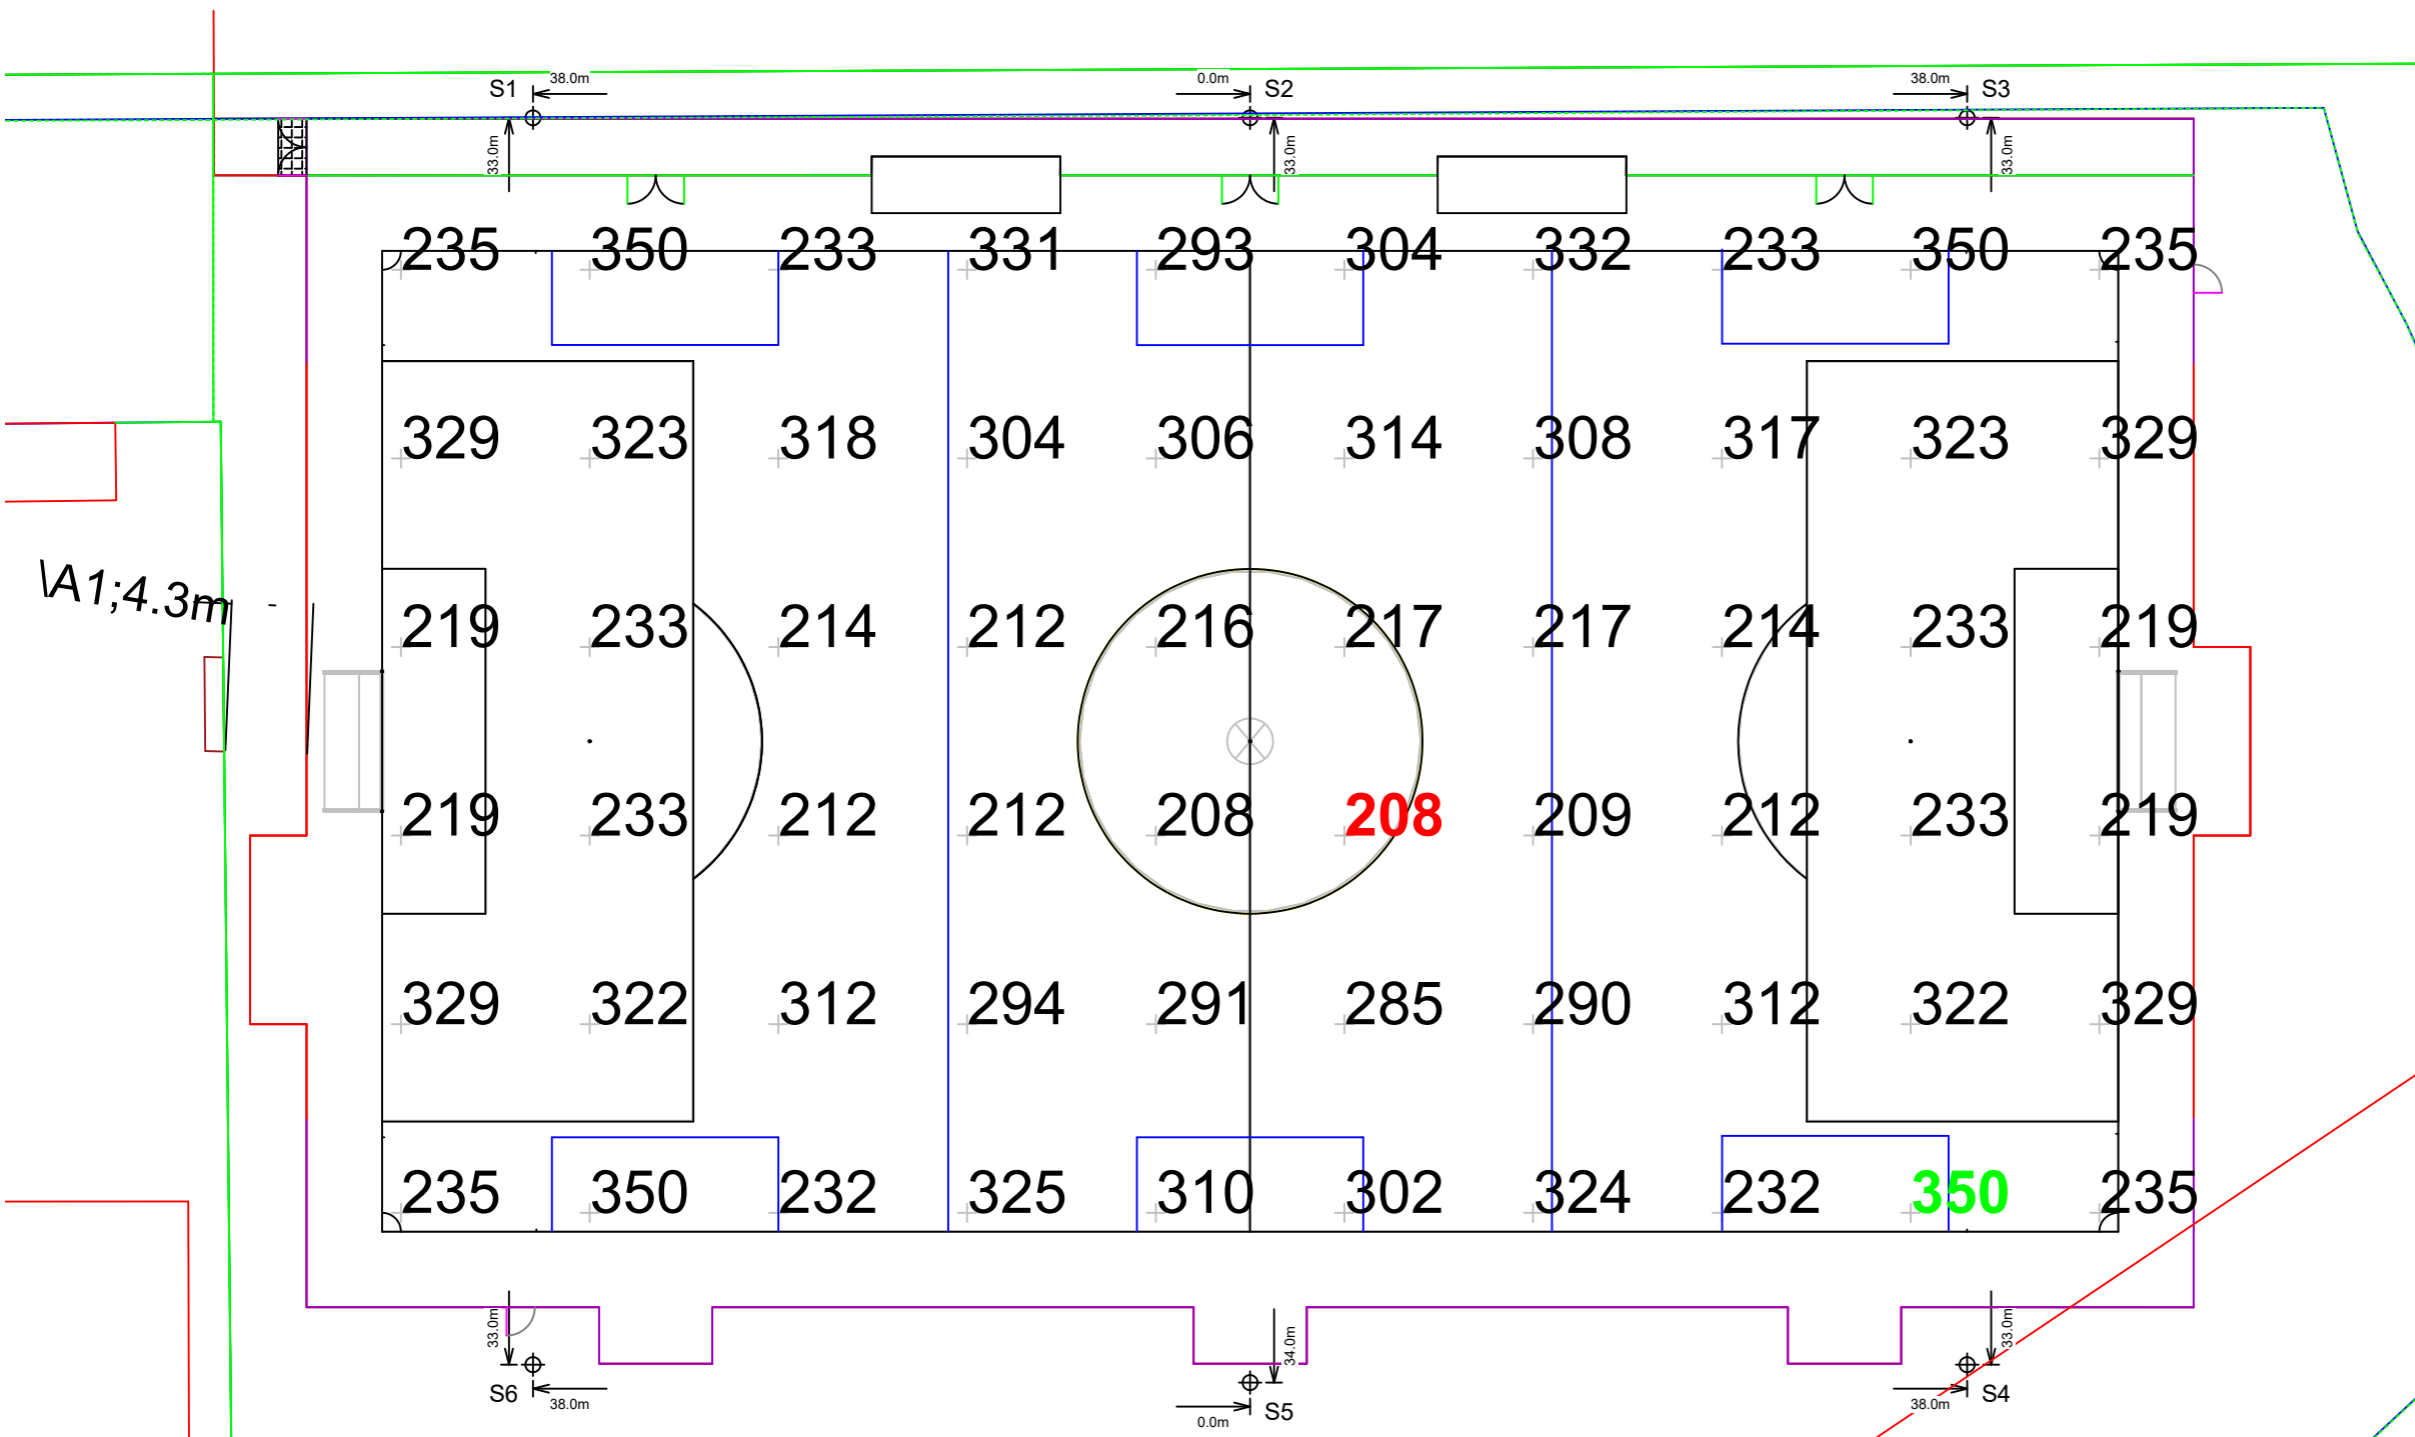 S1 38.0m 0.0m S2 38.0m S3
33.0m 33.0m 33.0m
235 350 233 331 293 304 332 233 350 235
329 323 318 304 306 314 308 317 323 329
\A1;4.3m
219 233 214 212 216 217 217 214 233 219
219 233 212 212 208 208 209 212 233 219
329 322 312 294 291 285 290 312 322 329
235 350 232 325 310 302 324 232 350 235
33.0m 34.0m 33.0m
S6 38.0m 0.0m S5 38.0m S4